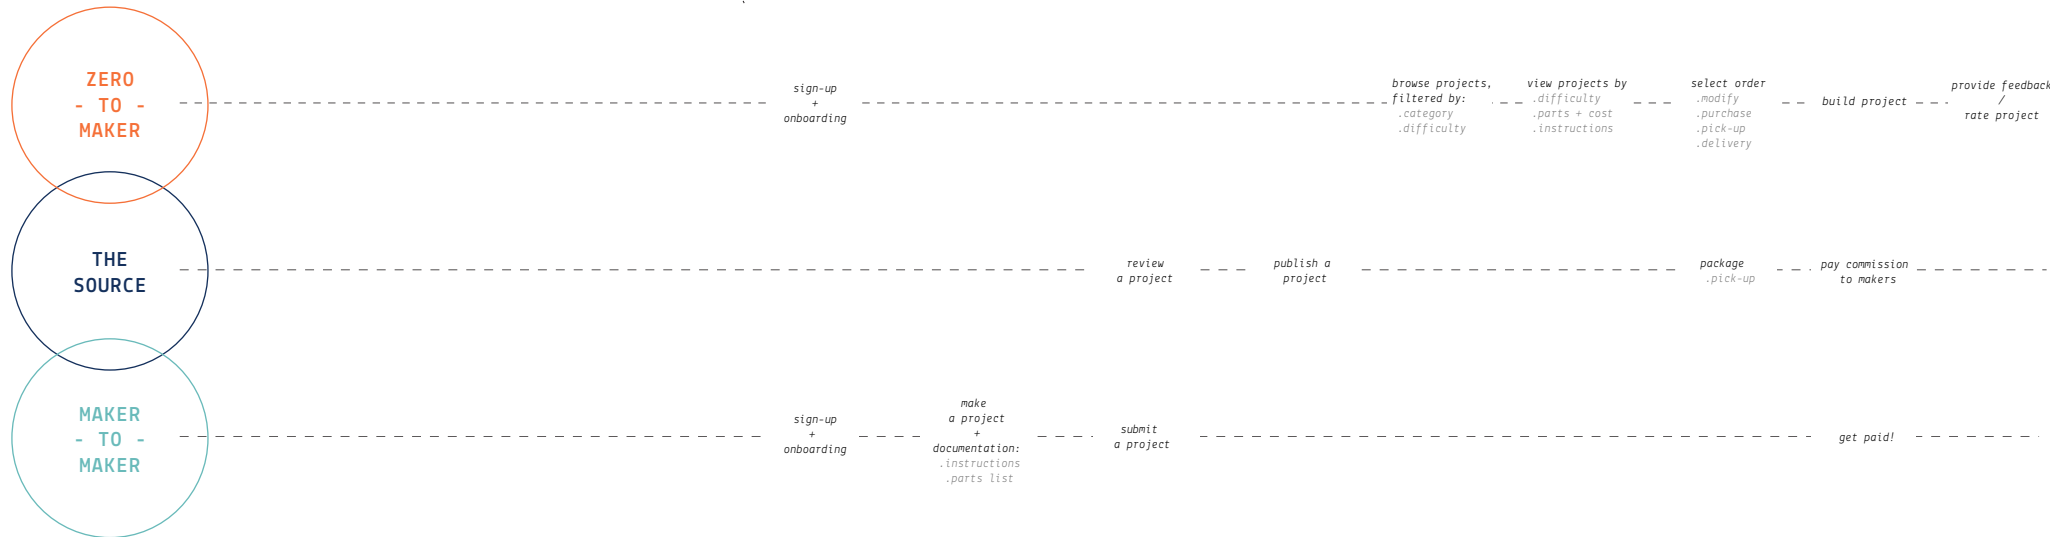 ZERO
- TO -
MAKER
sign-up
+
onboarding
browse projects,
filtered by:
.category
.difficulty
view projects by
.difficulty
.parts + cost
.instructions
select order
.modify
.purchase
.pick-up
.delivery
build project
provide feedback
/
rate project
THE
SOURCE
review
a project
publish a
project
package
.pick-up
pay commission
to makers
MAKER
- TO -
MAKER
sign-up
+
onboarding
make
a project
+
documentation:
.instructions
.parts list
submit
a project
get paid!